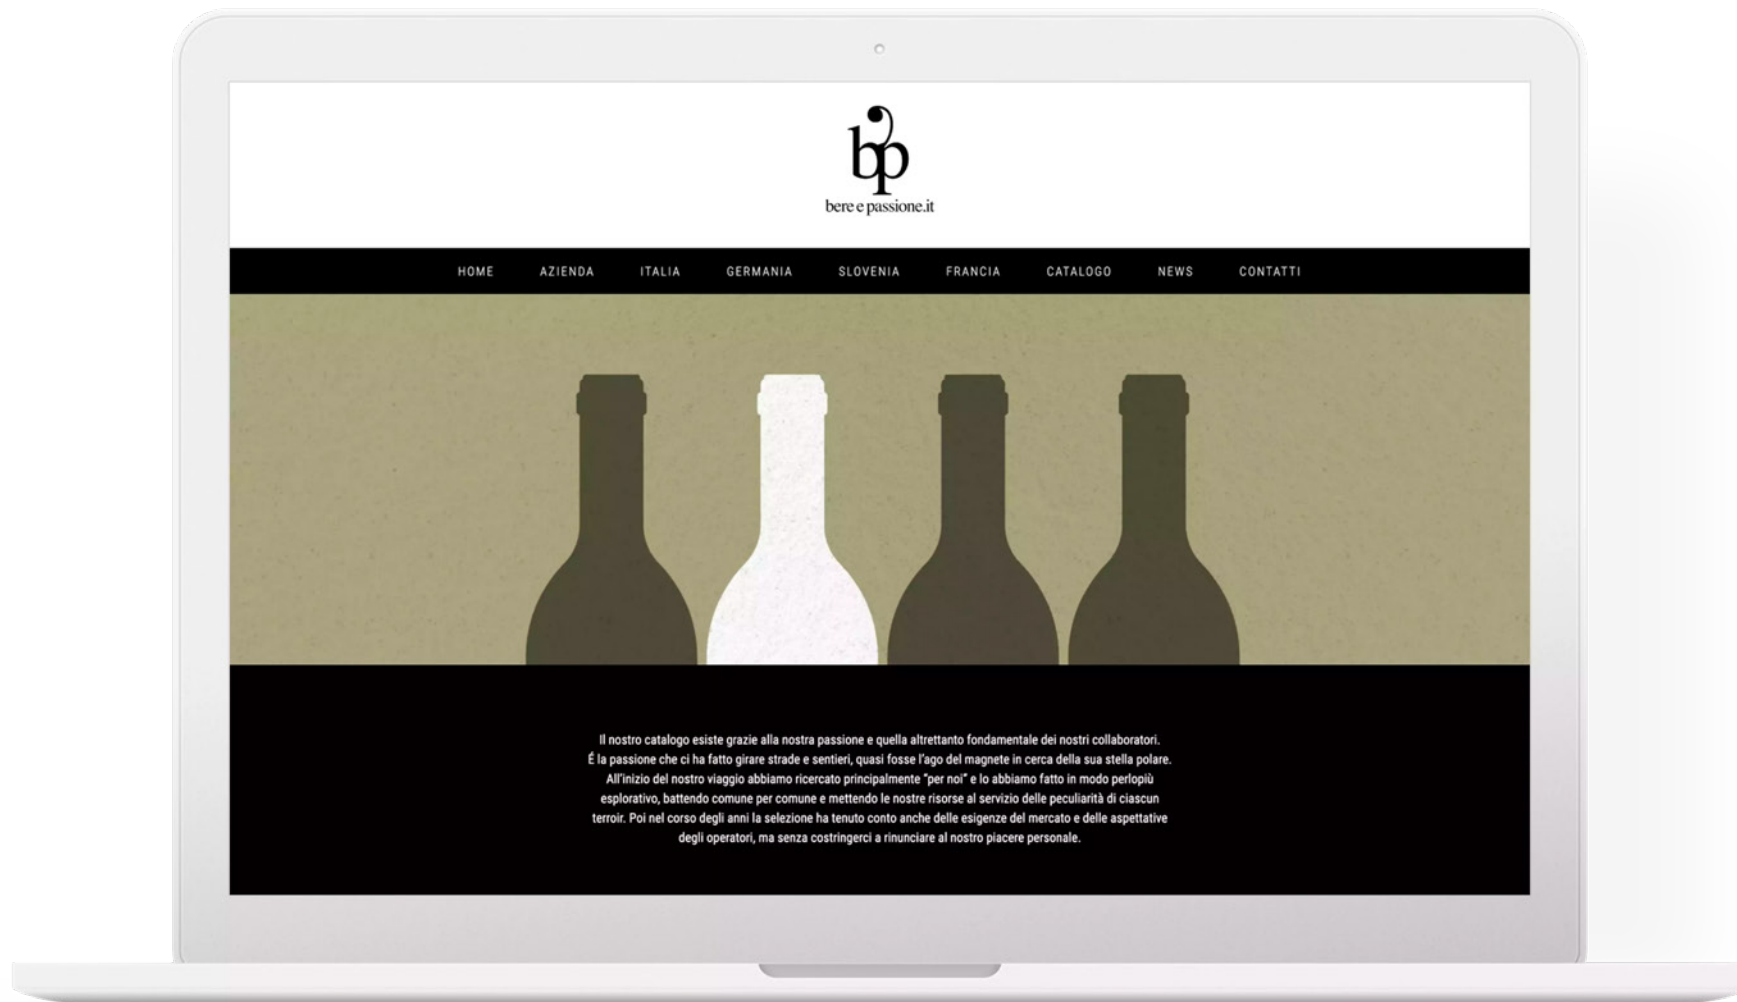 bp
bere e passione.it
HOME AZIENDA ITALIA GERMANIA SLOVENIA FRANCIA CATALOGO NEWS CONTATTI
Il nostro catalogo esiste grazie alla nostra passione e quella altrettanto fondamentale dei nostri collaboratori.
É la passione che ci ha fatto girare strade e sentieri, quasi fosse l'ago del magnete in cerca della sua stella polare.
All'inizio del nostro viaggio abbiamo ricercato principalmente “per noi” e lo abbiamo fatto in modo perlopiù
esplorativo, battendo comune per comune e mettendo le nostre risorse al servizio delle peculiarità di ciascun
terroir. Poi nel corso degli anni la selezione ha tenuto conto anche delle esigenze del mercato e delle aspettative
degli operatori, ma senza costringerci a rinunciare al nostro piacere personale.